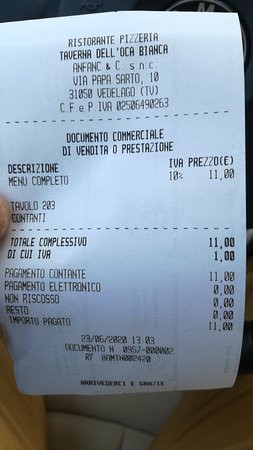 RISTORANTE PIZZERIA
TAVERNA DELL'OCA BIANCA
ANFANC & C. s n c.
VIA PAPA SARTO, 10
31050 VEDELAGO (TV)
C F e P.IVA 02506490263
DOCUMENTO COMMERCIALE
DI VENDITA O PRESTAZIONE
DESCRIZIONE IVA PREZZO(€)
MENU COMPLETO 10% 11,00
TAVOLO 203
CONTANTI
TOTALE COMPLESSIVO 11,00
DI CUI IVA 1,00
PAGAMENTO CONTANTE 11,00
PAGAMENTO ELETTRONICO 0,00
NON RISCOSSO 0,00
RESTO 0,00
IMPORTO PAGATO 11,00
23/06/2020 13:03
DOCUMENTO N. 0957-000002
RT 8AMTN002420
ARRIVEDERCI E GRAZIE